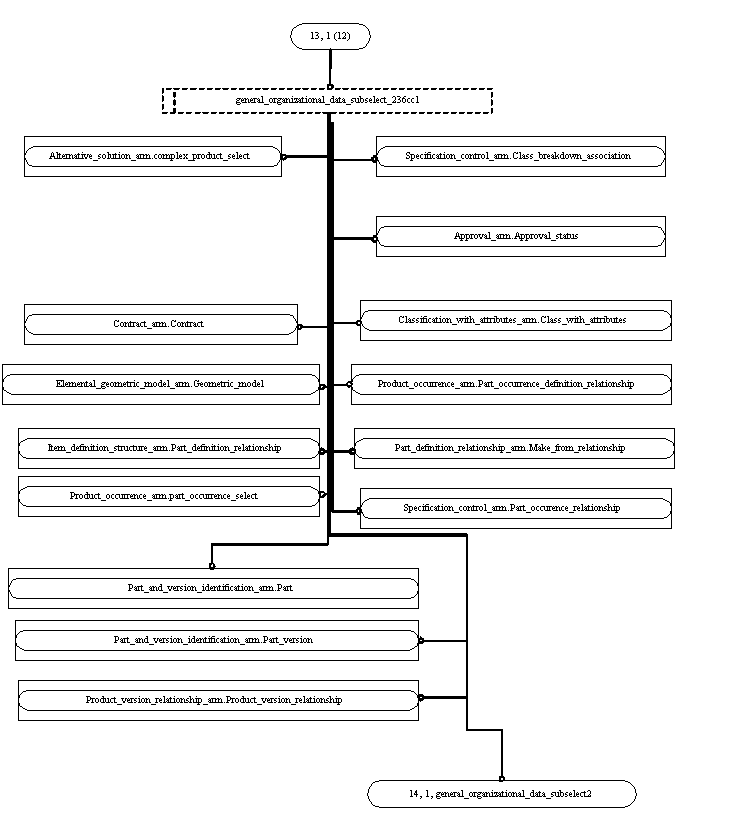 13, 1 (12)
general_organizational_data_subselect_236cc1
Alternative_solution_arm.complex_product_select
Specification_control_arm.Class_breakdown_association
Approval_arm.Approval_status
Contract_arm.Contract
Classification_with_attributes_arm.Class_with_attributes
Elemental_geometric_model_arm.Geometric_model
Product_occurrence_arm.Part_occurrence_definition_relationship
Item_definition_structure_arm.Part_definition_relationship
Part_definition_relationship_arm.Make_from_relationship
Product_occurrence_arm.part_occurrence_select
Specification_control_arm.Part_occurence_relationship
Part_and_version_identification_arm.Part
Part_and_version_identification_arm.Part_version
Product_version_relationship_arm.Product_version_relationship
14, 1, general_organizational_data_subselect2